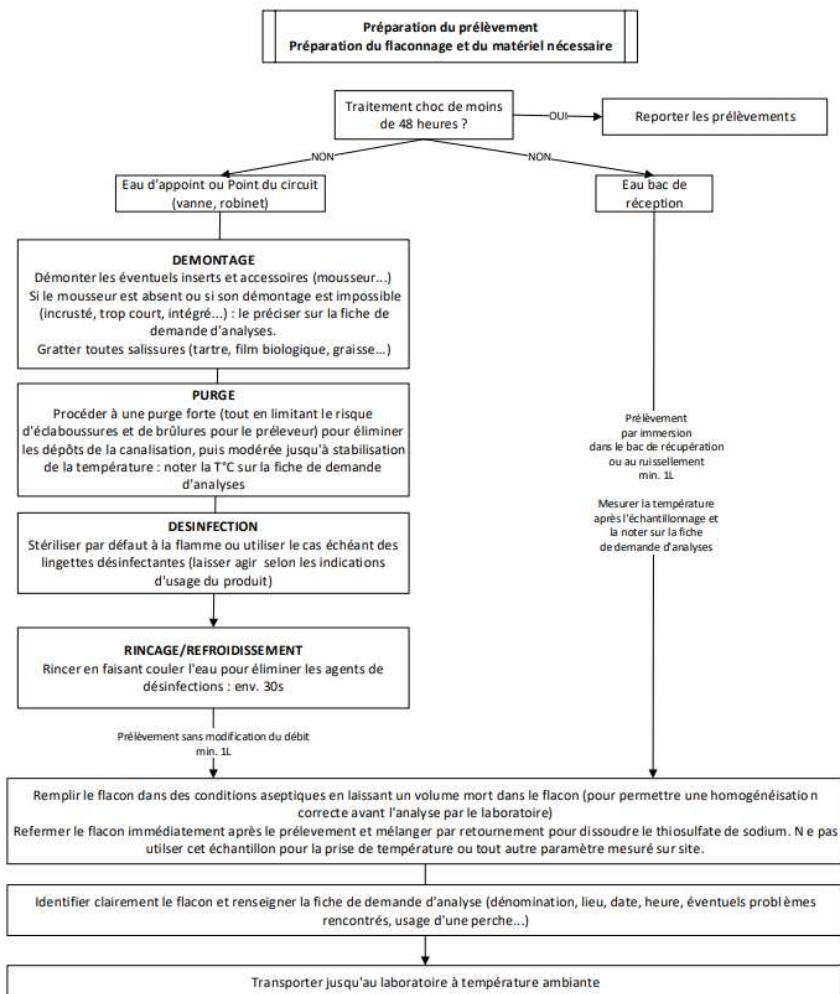 Préparation du prélèvement
Préparation du flaconnage et du matériel nécessaire
Traitement choc de moins
de 48 heures ?
OUI
Reporter les prélèvements
NON
NON
Eau d'appoint ou Point du circuit
(vanne, robinet)
Eau bac de
réception
DEMONTAGE
Démonter les éventuels inserts et accessoires (mousseur...)
Si le mousseur est absent ou si son démontage est impossible
(incrusté, trop court, intégré...) : le préciser sur la fiche de
demande d'analyses.
Gratter toutes salissures (tartre, film biologique, graisse...)
PURGE
Procéder à une purge forte (tout en limitant le risque
d'éclaboussures et de brûlures pour le préleveur) pour éliminer
les dépôts de la canalisation, puis modérée jusqu'à stabilisation
de la température : noter la T°C sur la fiche de demande
d'analyses
Prélèvement
par immersion
dans le bac de récupération
ou au ruissellement
min. 1L
Mesurer la température
après l'échantillonnage et
la noter sur la fiche
de demande d'analyses
DESINFECTION
Stériliser par défaut à la flamme ou utiliser le cas échéant des
lingettes désinfectantes (laisser agir selon les indications
d'usage du produit)
RINCAGE/REFROIDISSEMENT
Rincer en faisant couler l'eau pour éliminer les agents de
désinfections : env. 30s
Prélèvement sans modification du débit
min. 1L
Remplir le flacon dans des conditions aseptiques en laissant un volume mort dans le flacon (pour permettre une homogénéisation
correcte avant l'analyse par le laboratoire)
Refermer le flacon immédiatement après le prélevement et mélanger par retournement pour dissoudre le thiosulfate de sodium. Ne pas
utilser cet échantillon pour la prise de température ou tout autre paramètre mesuré sur site.
Identifier clairement le flacon et renseigner la fiche de demande d'analyse (dénomination, lieu, date, heure, éventuels problèmes
rencontrés, usage d'une perche...)
Transporter jusqu'au laboratoire à température ambiante